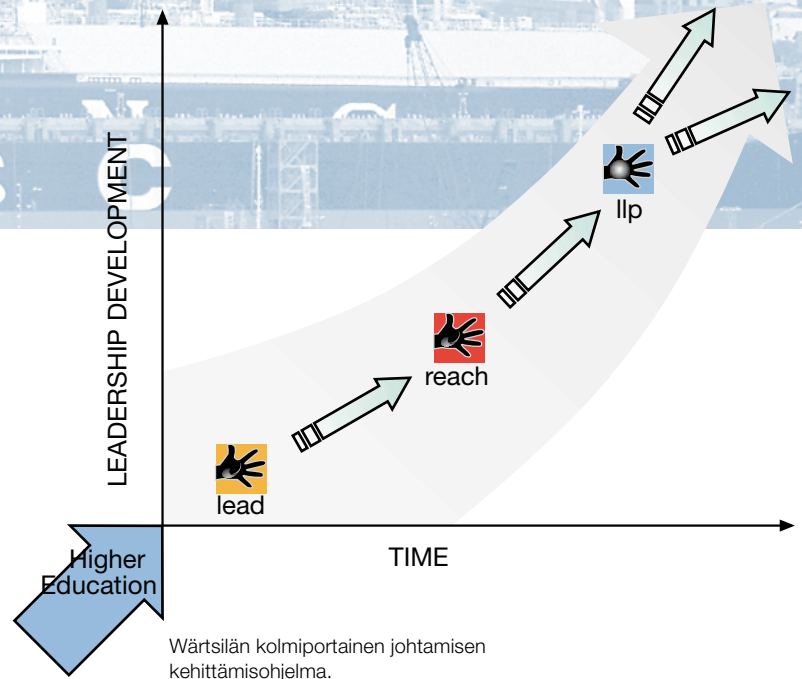 C
LEADERSHIP DEVELOPMENT
llp
reach
lead
Higher
Education
TIME
Wärtsilän kolmiportainen johtamisen
kehittämisohjelma.